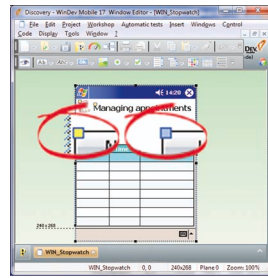 Discovery - WinDev Mobile 17 Window Editor - [WIN_Stopwatch]
File Edit Project Workshop Automatic tests Insert Windows Control
Code Display Tools Window ?
14:20
Managing appointments
240x268
WIN_Stopwatch
WIN_Stopwatch 0, 0 240x268 Plane 0 Zoom: 100%